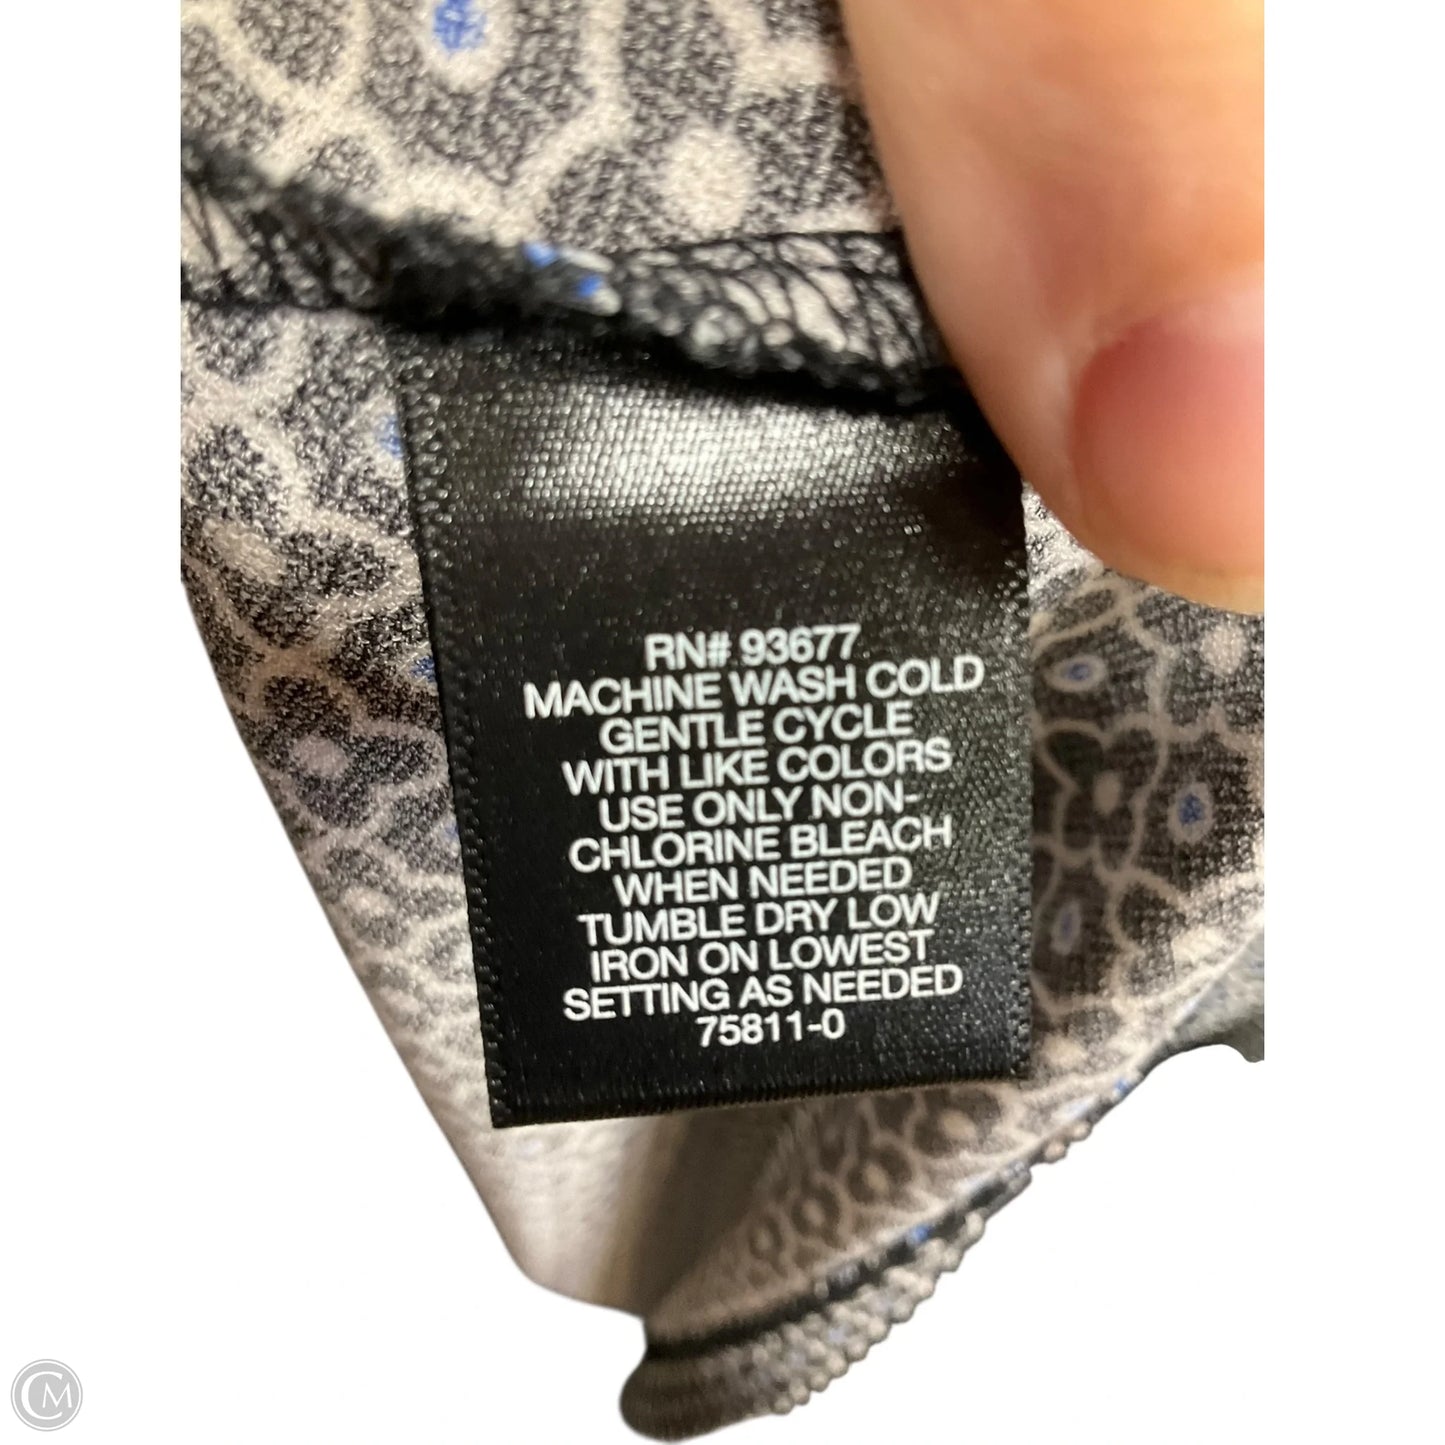 RN# 93677
MACHINE WASH COLD
GENTLE CYCLE
WITH LIKE COLORS
USE ONLY NON-
CHLORINE BLEACH
WHEN NEEDED
TUMBLE DRY LOW
IRON ON LOWEST
SETTING AS NEEDED
75811-0
CM